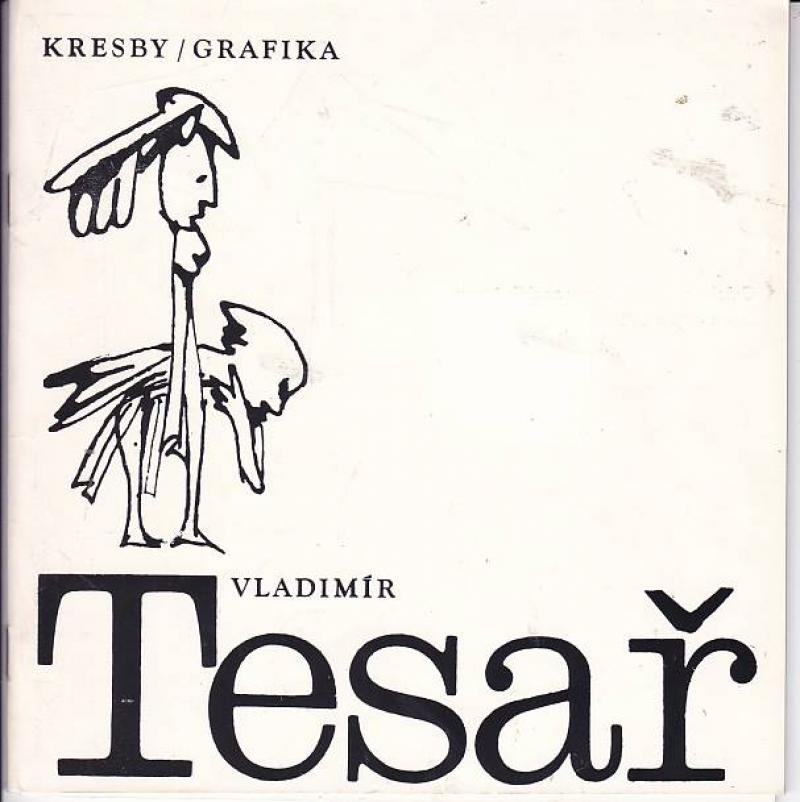 KRESBY / GRAFIKA
VLADIMÍR
Tesař